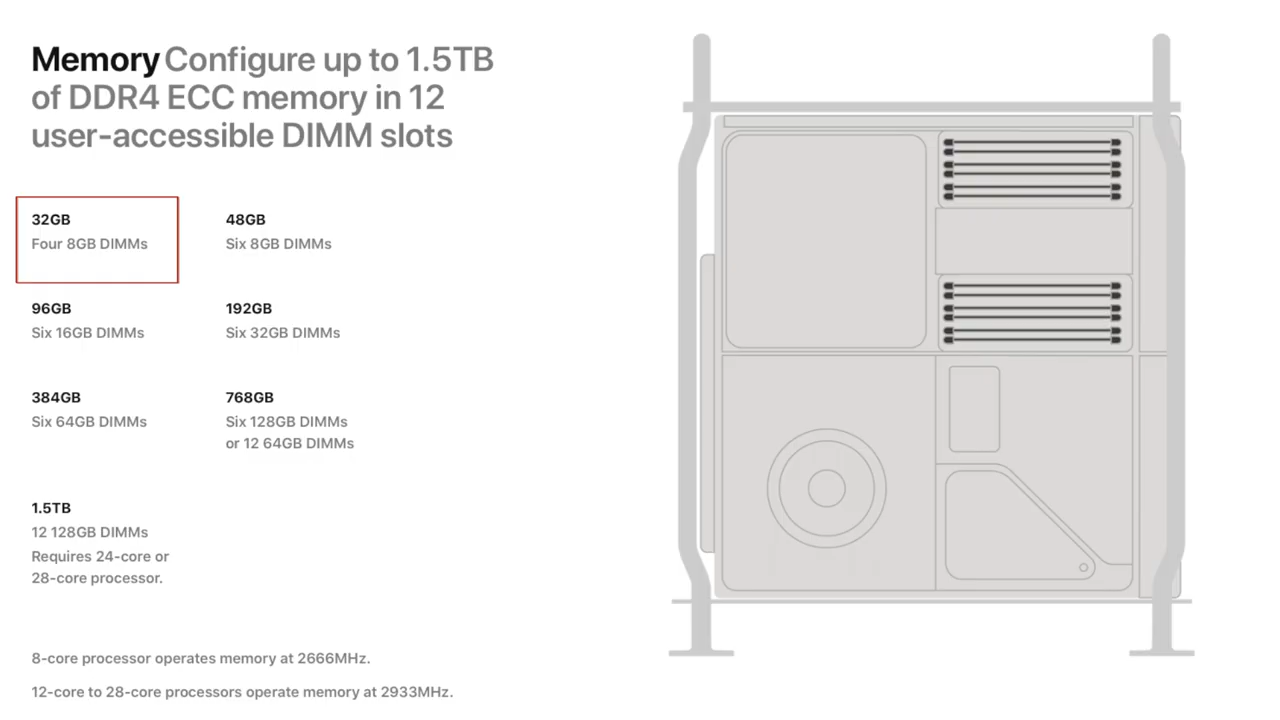 Memory Configure up to 1.5TB
of DDR4 ECC memory in 12
user-accessible DIMM slots
32GB
Four 8GB DIMMs
48GB
Six 8GB DIMMs
96GB
Six 16GB DIMMs
192GB
Six 32GB DIMMs
384GB
Six 64GB DIMMs
768GB
Six 128GB DIMMs
or 12 64GB DIMMs
1.5TB
12 128GB DIMMs
Requires 24-core or
28-core processor.
8-core processor operates memory at 2666MHz.
12-core to 28-core processors operate memory at 2933MHz.